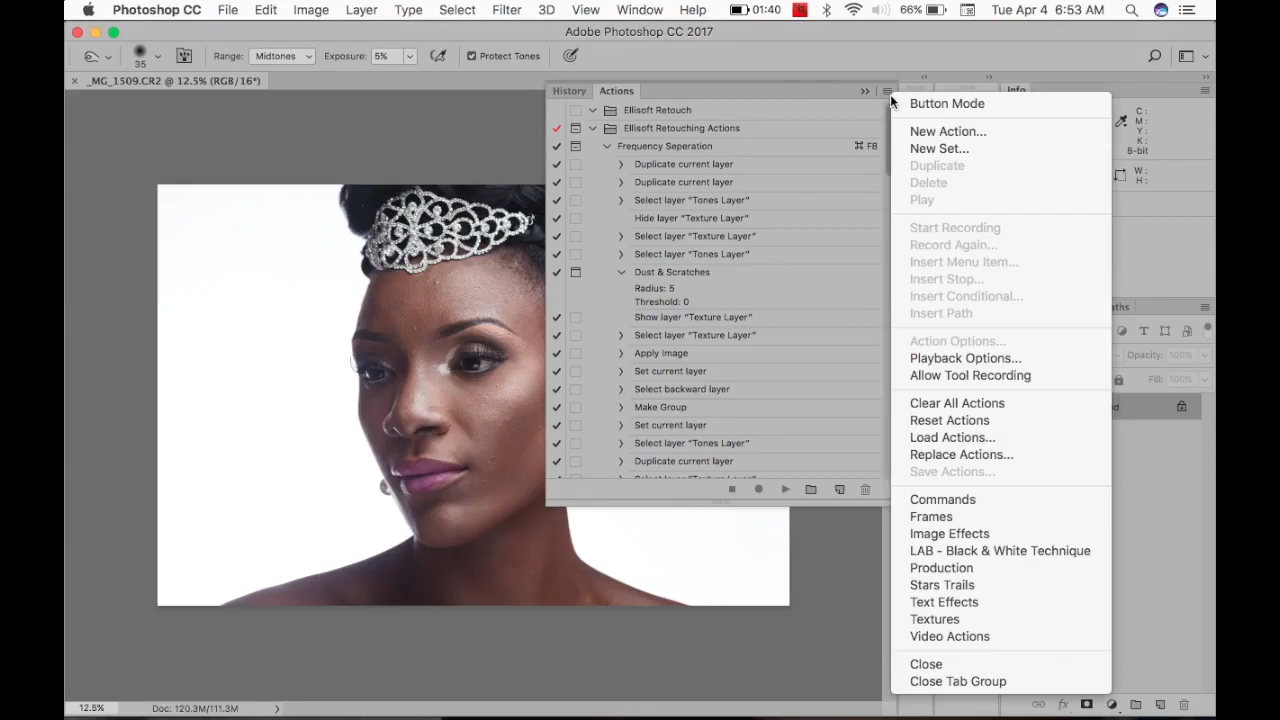 Photoshop CC File Edit Image Layer Type Select Filter 3D View Window Help 01:40 66% Tue Apr 4 6:53 AM
Adobe Photoshop CC 2017
35 Range: Midtones Exposure: 5% Protect Tones
× _MG_1509.CR2 @ 12.5% (RGB/16*)
History Actions
Info
Ellisoft Retouch
Ellisoft Retouching Actions
Frequency Seperation ⌘ F8
Duplicate current layer
Duplicate current layer
Select layer “Tones Layer”
Hide layer “Texture Layer”
Select layer “Texture Layer”
Select layer “Tones Layer”
Dust & Scratches
Radius: 5
Threshold: 0
Show layer “Texture Layer”
Select layer “Texture Layer”
Apply Image
Set current layer
Select backward layer
Make Group
Set current layer
Select layer “Tones Layer”
Duplicate current layer
Button Mode
New Action...
New Set...
Duplicate
Delete
Play
Start Recording
Record Again...
Insert Menu Item...
Insert Stop...
Insert Conditional...
Insert Path
Action Options...
Playback Options...
Allow Tool Recording
Clear All Actions
Reset Actions
Load Actions...
Replace Actions...
Save Actions...
Commands
Frames
Image Effects
LAB - Black & White Technique
Production
Stars Trails
Text Effects
Textures
Video Actions
Close
Close Tab Group
C :
M :
Y :
K :
8-bit
W :
H :
aths
Opacity: 100%
Fill: 100%
d
fx
12.5% Doc: 120.3M/111.3M